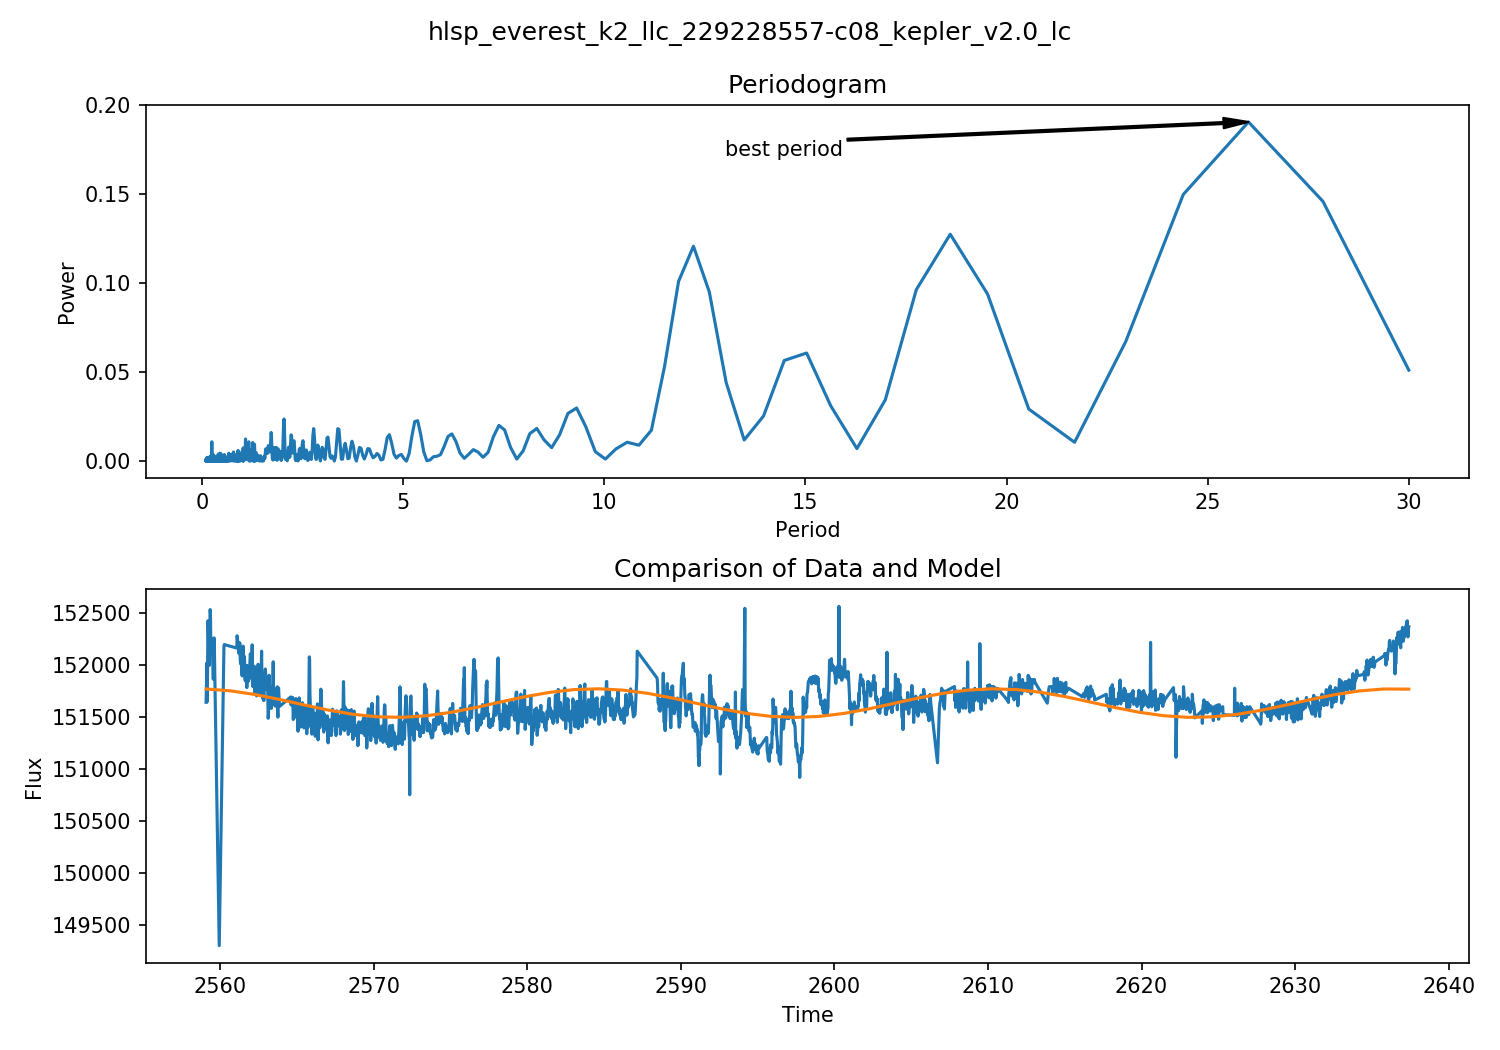 hlsp_everest_k2_llc_229228557-c08_kepler_v2.0_lc
Periodogram
0.20
0.15
0.10
0.05
0.00
Power
best period
0 5 10 15 20 25 30
Period
Comparison of Data and Model
152500
152000
151500
151000
150500
150000
149500
Flux
2560 2570 2580 2590 2600 2610 2620 2630 2640
Time